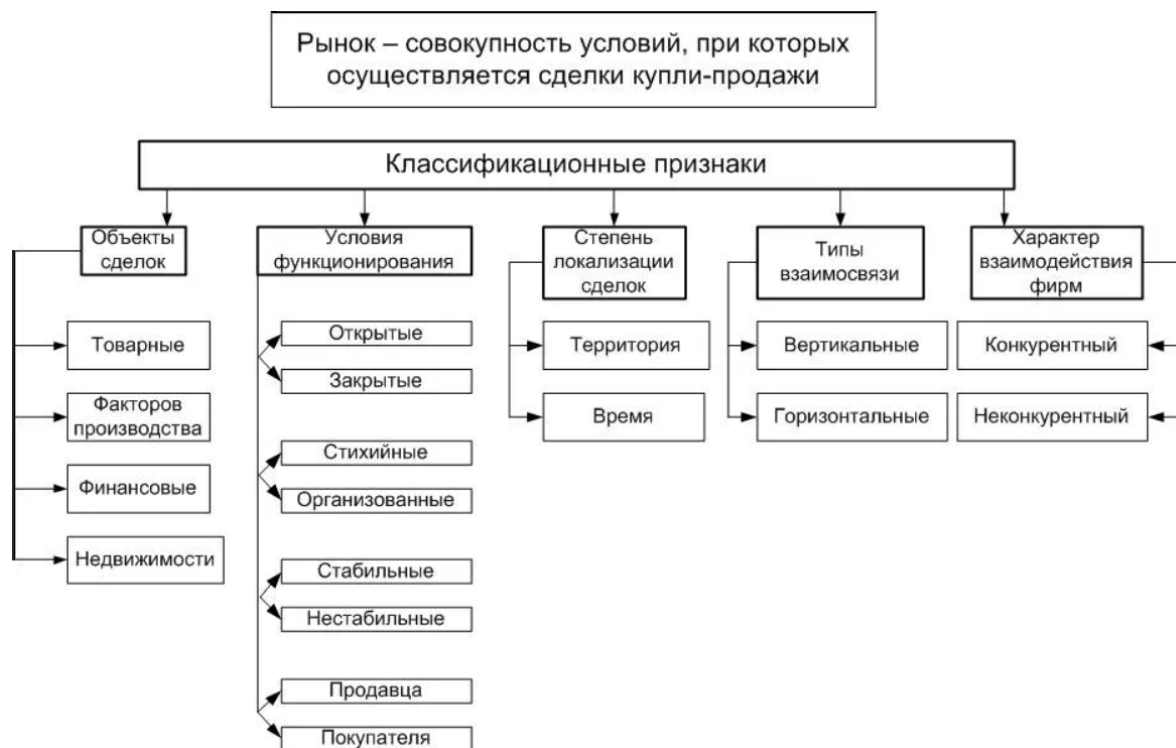 Рынок – совокупность условий, при которых
осуществляется сделки купли-продажи
Классификационные признаки
Объекты
сделок
Товарные
Факторов
производства
Финансовые
Недвижимости
Условия
функционирования
Открытые
Закрытые
Стихийные
Организованные
Стабильные
Нестабильные
Продавца
Покупателя
Степень
локализации
сделок
Территория
Время
Типы
взаимосвязи
Вертикальные
Горизонтальные
Характер
взаимодействия
фирм
Конкурентный
Неконкурентный